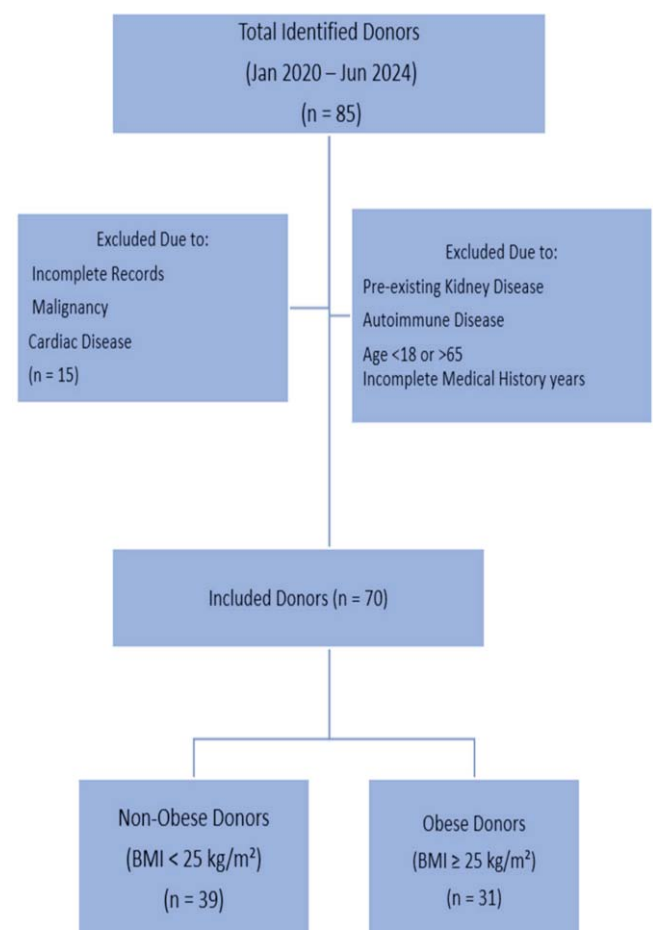 Total Identified Donors
(Jan 2020 – Jun 2024)
(n = 85)
Excluded Due to:
Incomplete Records
Malignancy
Cardiac Disease
(n = 15)
Excluded Due to:
Pre-existing Kidney Disease
Autoimmune Disease
Age <18 or >65
Incomplete Medical History years
Included Donors (n = 70)
Non-Obese Donors
(BMI < 25 kg/m²)
(n = 39)
Obese Donors
(BMI ≥ 25 kg/m²)
(n = 31)